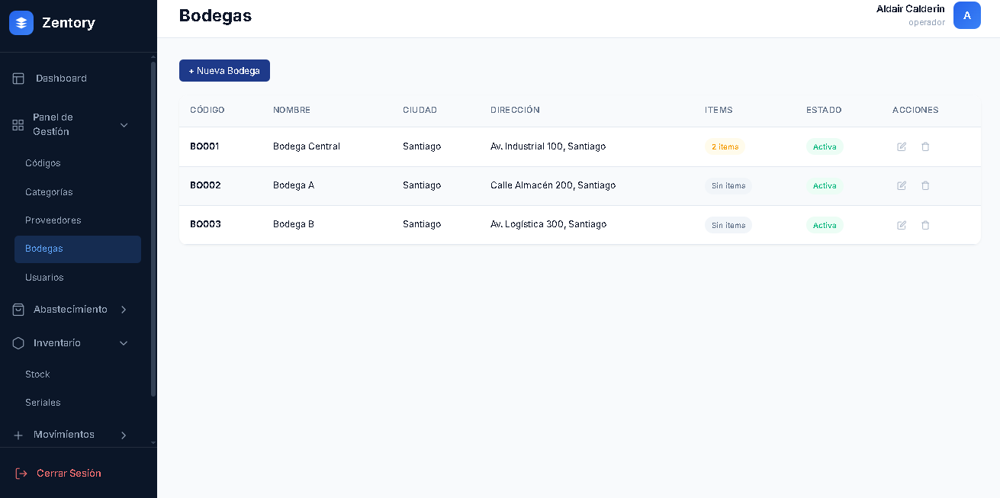 Zentory
Dashboard
Panel de
Gestión
Códigos
Categorías
Proveedores
Bodegas
Usuarios
Abastecimiento
Inventario
Stock
Seriales
Movimientos
Cerrar Sesión
Bodegas
Aldair Calderin
operador
A
+ Nueva Bodega
CÓDIGO NOMBRE CIUDAD DIRECCIÓN ITEMS ESTADO ACCIONES
BO001 Bodega Central Santiago Av. Industrial 100, Santiago 2 items Activa
BO002 Bodega A Santiago Calle Almacén 200, Santiago Sin items Activa
BO003 Bodega B Santiago Av. Logística 300, Santiago Sin items Activa